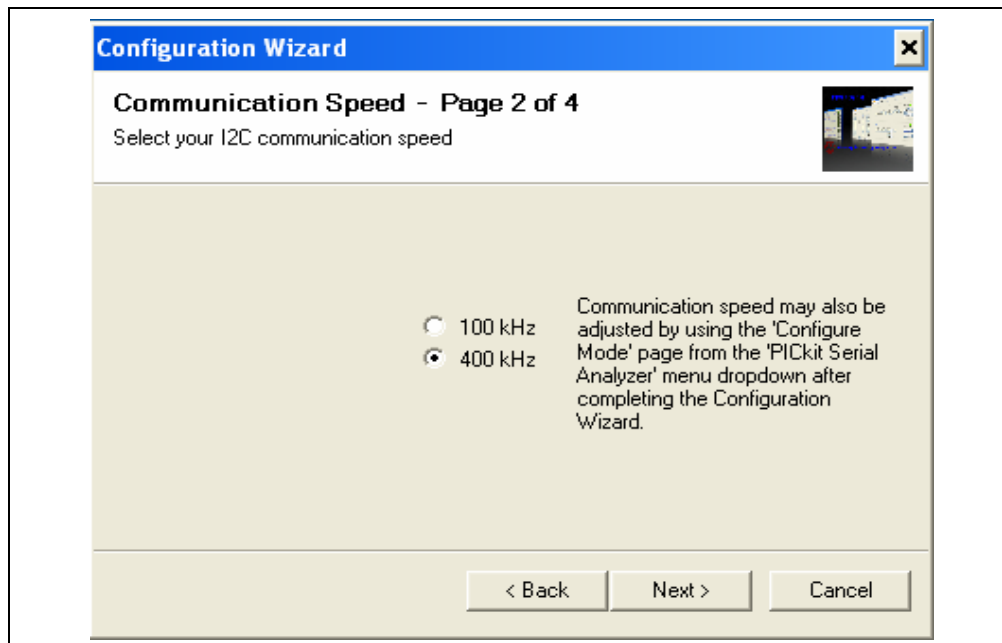 Configuration Wizard
Communication Speed - Page 2 of 4
Select your I2C communication speed
100 kHz
400 kHz
Communication speed may also be
adjusted by using the 'Configure
Mode' page from the 'PICkit Serial
Analyzer' menu dropdown after
completing the Configuration
Wizard.
< Back
Next >
Cancel